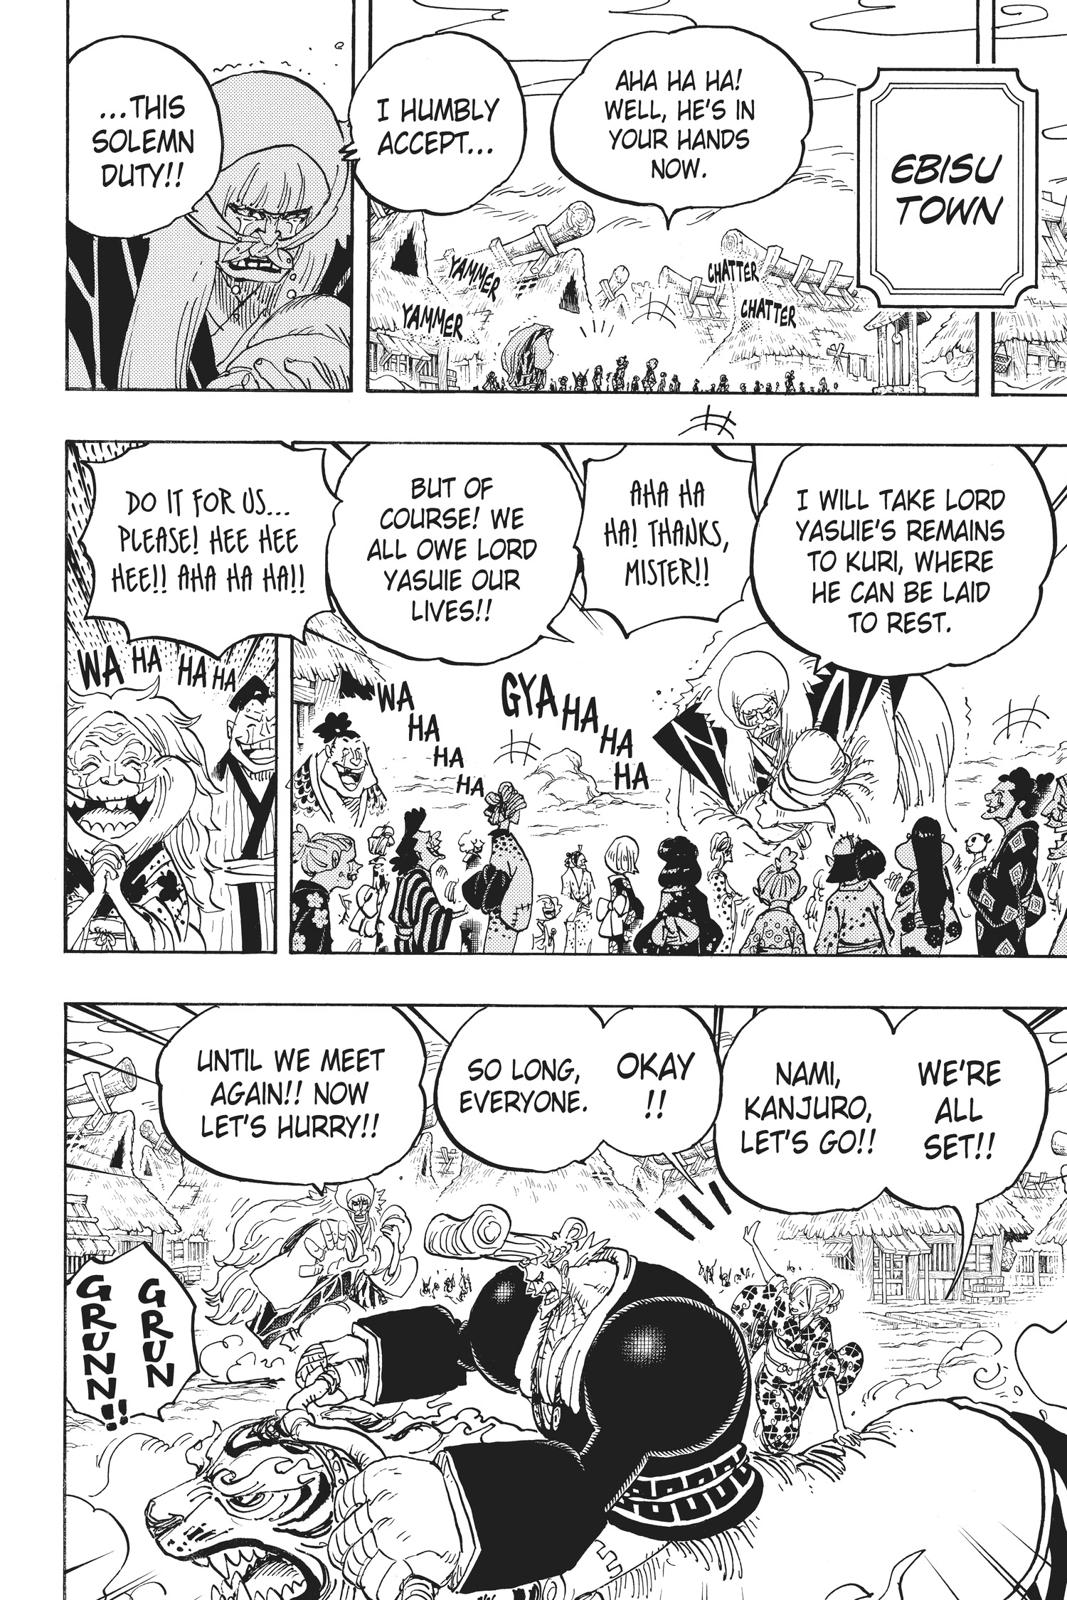 EBISU
TOWN
AHA HA HA!
WELL, HE'S IN
YOUR HANDS
NOW.
CHATTER
CHATTER
YAMMER
YAMMER
I HUMBLY
ACCEPT...
...THIS
SOLEMN
DUTY!!
I WILL TAKE LORD
YASUIE'S REMAINS
TO KURI, WHERE
HE CAN BE LAID
TO REST.
AHA HA
HA! THANKS,
MISTER!!
BUT OF
COURSE! WE
ALL OWE LORD
YASUIE OUR
LIVES!!
GYA HA HA HA
WA HA HA HA
DO IT FOR US...
PLEASE! HEE HEE
HEE!! AHA HA HA!!
WA HA HA HA
WE'RE
ALL
SET!!
NAMI,
KANJURO,
LET'S GO!!
OKAY
!!
SO LONG,
EVERYONE.
UNTIL WE MEET
AGAIN!! NOW
LET'S HURRY!!
GRUN
GRUNN!!